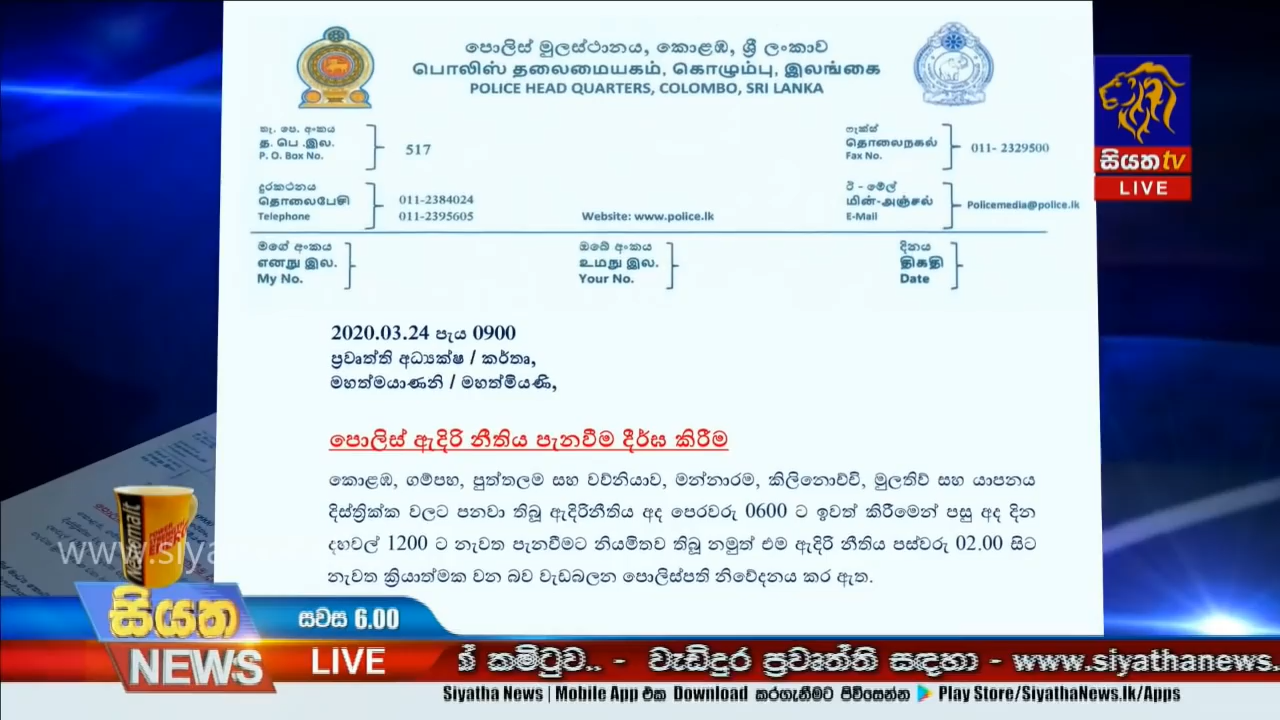 පොලිස් මූලස්ථානය, කොළඹ, ශ්‍රී ලංකාව
பொலிஸ் தலைமையகம், கொழும்பு, இலங்கை
POLICE HEAD QUARTERS, COLOMBO, SRI LANKA
තැ. පෙ. අංකය
த. பெ .இல.
P. O. Box No.
517
ෆැක්ස්
தொலைநகல்
Fax No.
011- 2329500
දුරකථනය
தொலைபேசி
Telephone
011-2384024
011-2395605
Website: www.police.lk
ඊ - මේල්
மின்-அஞ்சல்
E-Mail
Policemedia@police.lk
මගේ අංකය
எனது இல.
My No.
ඔබේ අංකය
உமது இல.
Your No.
දිනය
திகதி
Date
2020.03.24 පැය 0900
ප්‍රවෘත්ති අධ්‍යක්ෂ / කර්තෘ,
මහත්මයාණනි / මහත්මියණි,
පොලිස් ඇදිරි නීතිය පැනවීම දීර්ඝ කිරීම
කොළඹ, ගම්පහ, පුත්තලම සහ වව්නියාව, මන්නාරම, කිලිනොච්චි, මුලතිව් සහ යාපනය
දිස්ත්‍රික්ක වලට පනවා තිබූ ඇදිරිනීතිය අද පෙරවරු 0600 ට ඉවත් කිරීමෙන් පසු අද දින
දහවල් 1200 ට නැවත පැනවීමට නියමිතව තිබූ නමුත් එම ඇදිරි නීතිය පස්වරු 02.00 සිට
නැවත ක්‍රියාත්මක වන බව වැඩබලන පොලිස්පති නිවේදනය කර ඇත.
සියත tv
LIVE
www.siyatha
Newsmart
සියත
NEWS
සවස 6.00
LIVE
කමිටුව.. - වැඩිදුර ප්‍රවෘත්ති සඳහා - www.siyathanews.
Siyatha News | Mobile App එක Download කරගැනීමට පිවිසෙන්න Play Store/SiyathaNews.lk/Apps